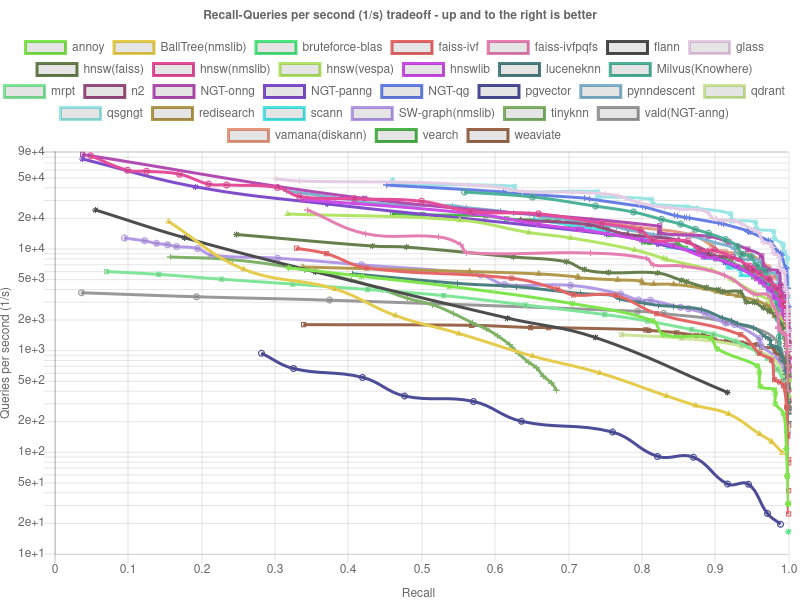 Recall-Queries per second (1/s) tradeoff - up and to the right is better
annoy BallTree(nmslib) bruteforce-blas faiss-ivf faiss-ivfpqfs flann glass
hnsw(faiss) hnsw(nmslib) hnsw(vespa) hnswlib luceneknn Milvus(Knowhere)
mrpt n2 NGT-onng NGT-panng NGT-qg pgvector pynndescent qdrant
qsgngt redisearch scann SW-graph(nmslib) tinyknn vald(NGT-anng)
vamana(diskann) vearch weaviate
9e+4
5e+4
2e+4
1e+4
5e+3
2e+3
1e+3
5e+2
2e+2
1e+2
5e+1
2e+1
1e+1
Queries per second (1/s)
0 0.1 0.2 0.3 0.4 0.5 0.6 0.7 0.8 0.9 1.0
Recall